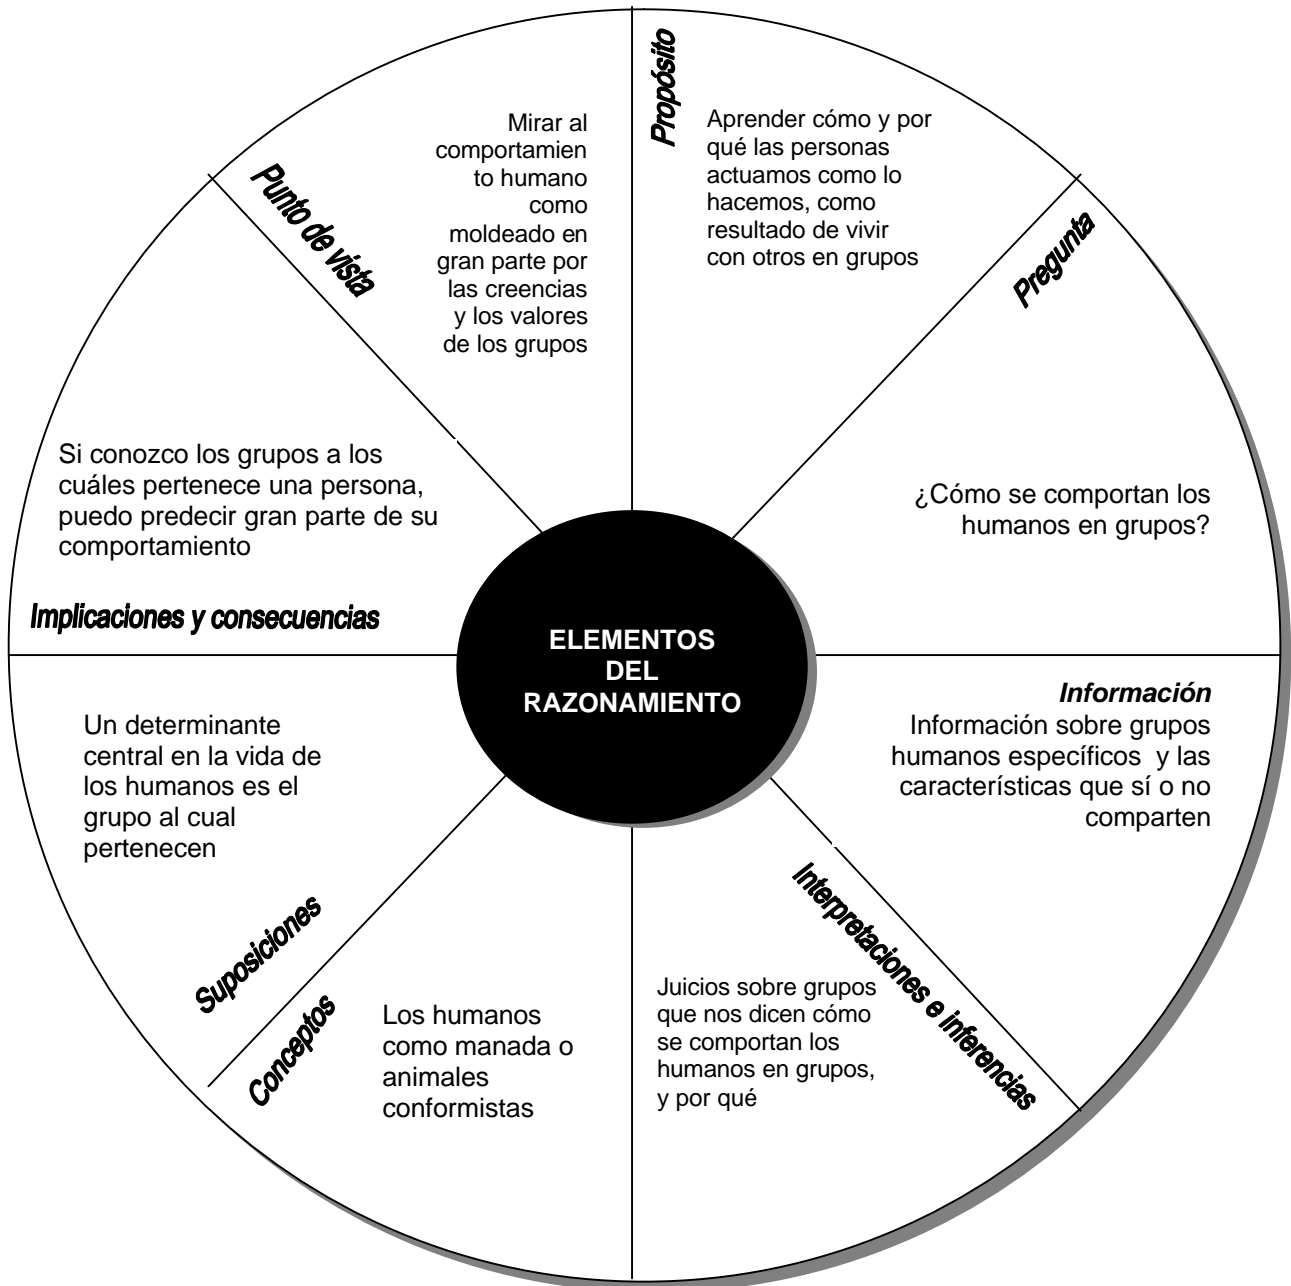 Propósito
Aprender cómo y por
qué las personas
actuamos como lo
hacemos, como
resultado de vivir
con otros en grupos
Pregunta
¿Cómo se comportan los
humanos en grupos?
Información
Información sobre grupos
humanos específicos  y las
características que sí o no
comparten
Interpretaciones e inferencias
Juicios sobre grupos
que nos dicen cómo
se comportan los
humanos en grupos,
y por qué
Conceptos
Los humanos
como manada o
animales
conformistas
Suposiciones
Un determinante
central en la vida de
los humanos es el
grupo al cual
pertenecen
Implicaciones y consecuencias
Si conozco los grupos a los
cuáles pertenece una persona,
puedo predecir gran parte de su
comportamiento
Punto de vista
Mirar al
comportamien
to humano
como
moldeado en
gran parte por
las creencias
y los valores
de los grupos
ELEMENTOS
DEL
RAZONAMIENTO